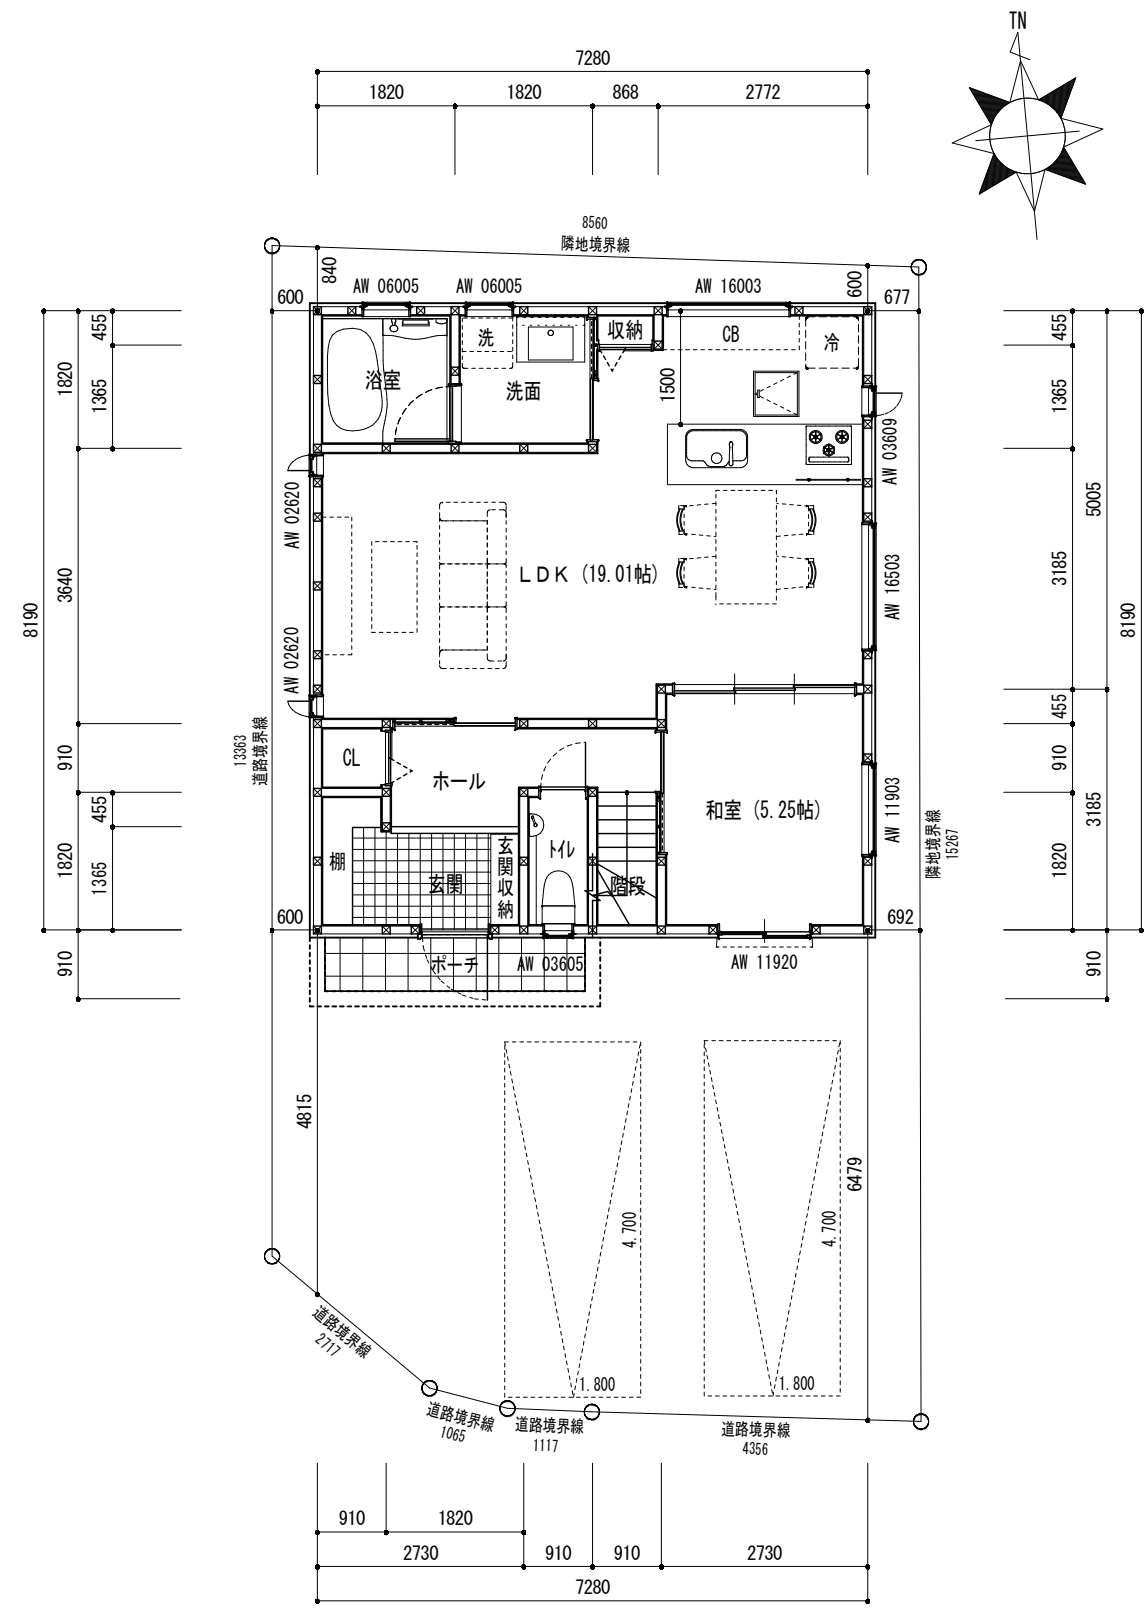 TN
7280
1820
1820
868
2772
8560
隣地境界線
840
600
600
AW 06005
AW 06005
AW 16003
677
455
1820
1365
455
1365
洗
収納
CB
冷
浴室
洗面
1500
AW 03609
AW 02620
5005
3640
3185
8190
LDK (19.01帖)
AW 16503
8190
AW 02620
455
13363
道路境界線
910
CL
ホール
910
和室 (5.25帖)
AW 11903
3185
455
1820
1365
棚
玄関
玄関収納
トイレ
階段
1820
隣地境界線
15267
600
692
910
ポーチ
AW 03605
AW 11920
910
4815
6479
4.700
4.700
1.800
1.800
道路境界線
2717
道路境界線
1065
道路境界線
1117
道路境界線
4356
910
1820
2730
910
910
2730
7280